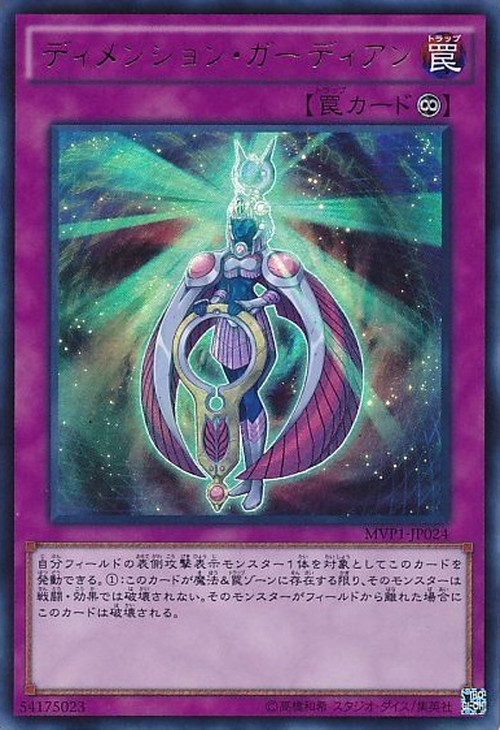 ディメンション・ガーディアン
トラップ
罠
トラップ
【罠カード】
MVP1-JP024
自分フィールドの表側攻撃表示モンスター1体を対象としてこのカードを
発動できる。①:このカードが魔法&罠ゾーンに存在する限り、そのモンスターは
戦闘・効果では破壊されない。そのモンスターがフィールドから離れた場合に
このカードは破壊される。
54175023
©高橋和希 スタジオ・ダイス/集英社